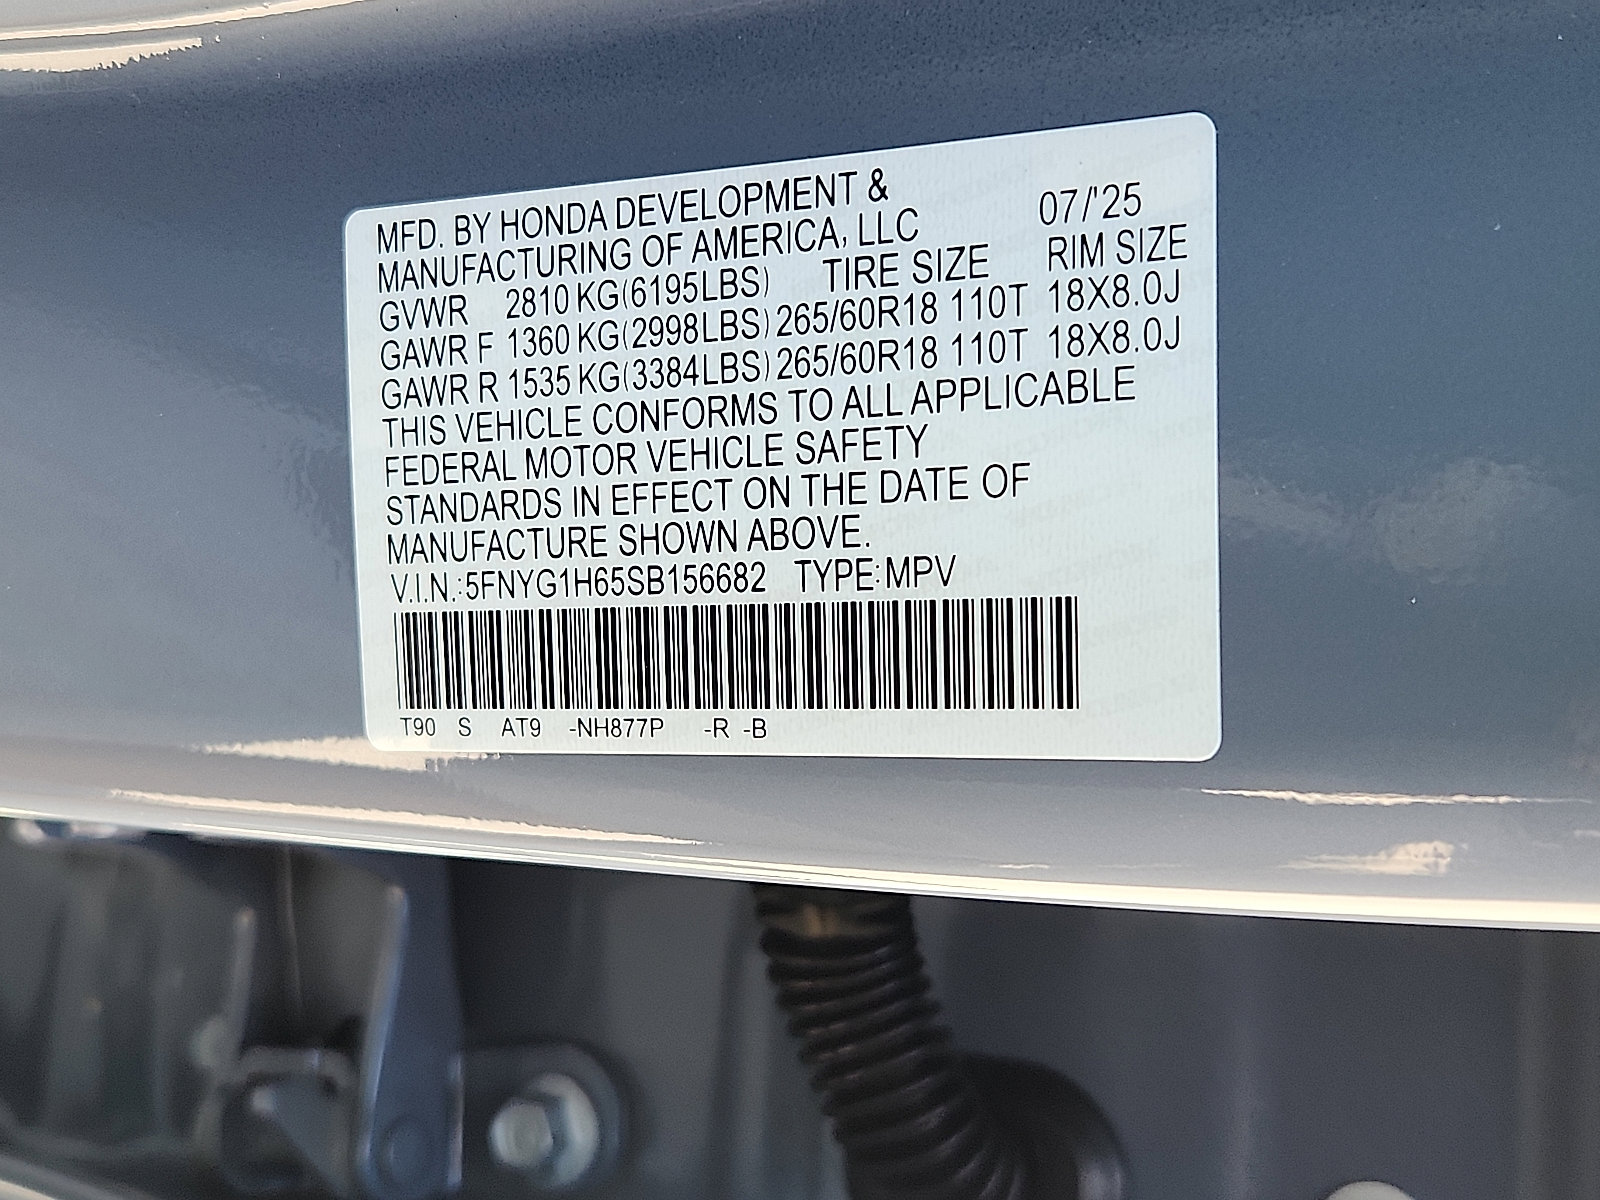 MFD. BY HONDA DEVELOPMENT &
MANUFACTURING OF AMERICA, LLC 07/'25
GVWR 2810 KG(6195LBS) TIRE SIZE RIM SIZE
GAWR F 1360 KG(2998LBS) 265/60R18 110T 18X8.0J
GAWR R 1535 KG(3384LBS) 265/60R18 110T 18X8.0J
THIS VEHICLE CONFORMS TO ALL APPLICABLE
FEDERAL MOTOR VEHICLE SAFETY
STANDARDS IN EFFECT ON THE DATE OF
MANUFACTURE SHOWN ABOVE.
V.I.N.:5FNYG1H65SB156682 TYPE:MPV
T90 S AT9 -NH877P -R -B